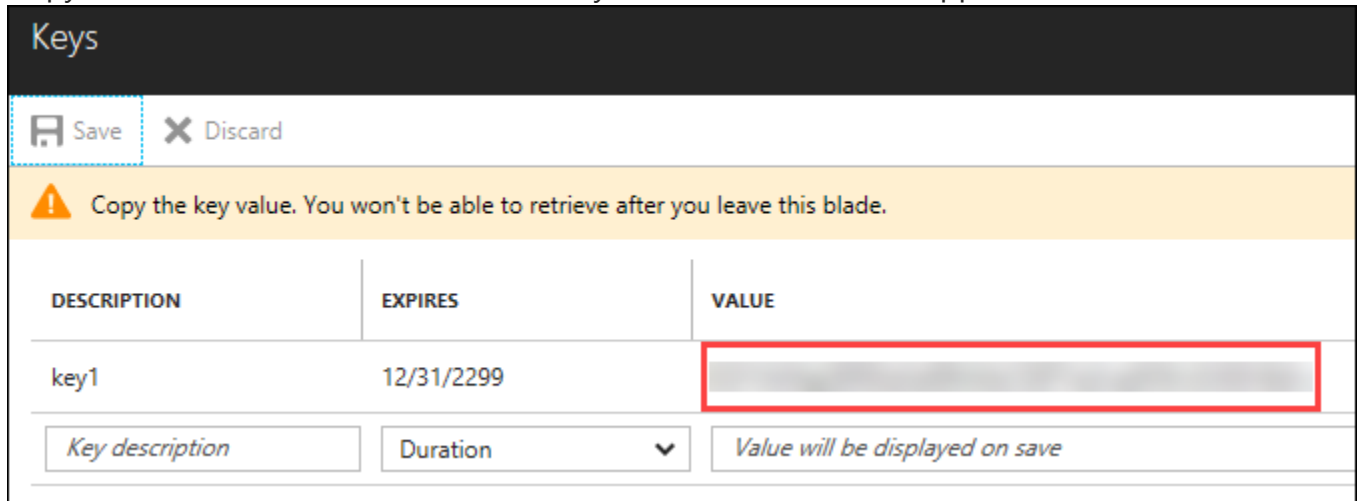 Keys
Save Discard
Copy the key value. You won't be able to retrieve after you leave this blade.
DESCRIPTION EXPIRES VALUE
key1 12/31/2299
Key description Duration Value will be displayed on save